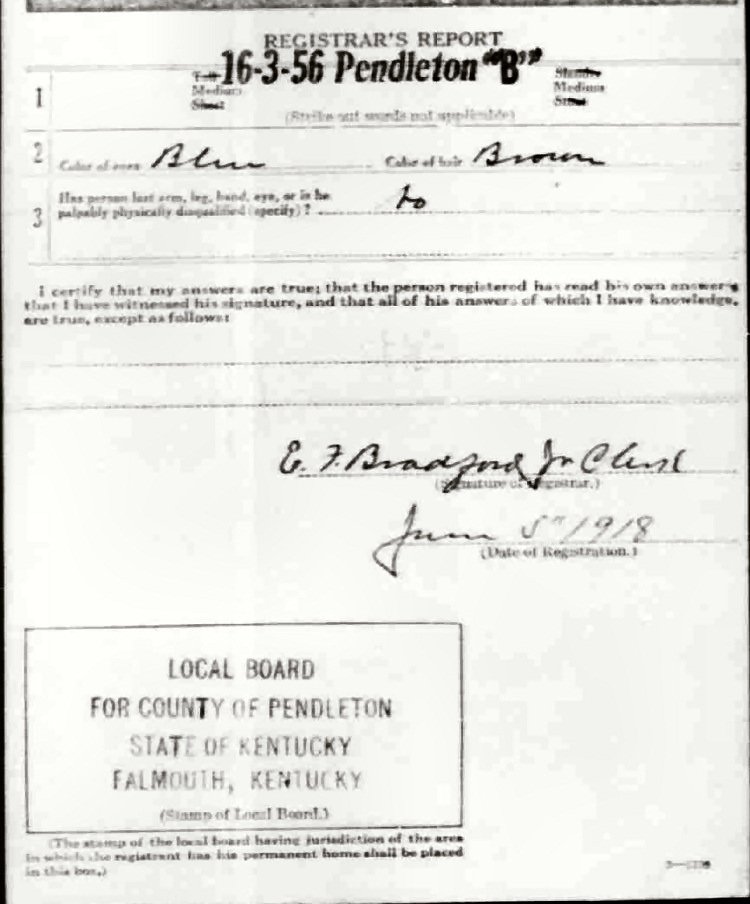 REGISTRAR'S REPORT
16-3-56 Pendleton "B"
1 Tall Medium Short Slender Medium Stout
(Strike out words not applicable)
2 Color of eyes Blue Color of hair Brown
3 Has person lost arm, leg, hand, eye, or is he
palpably physically disqualified (specify)? No
I certify that my answers are true; that the person registered has read his own answers
that I have witnessed his signature, and that all of his answers of which I have knowledge,
are true, except as follows:
E. F. Bradford Jr Clerk
(Signature of Registrar.)
June 5" 1918
(Date of Registration.)
LOCAL BOARD
FOR COUNTY OF PENDLETON
STATE OF KENTUCKY
FALMOUTH, KENTUCKY
(Stamp of Local Board.)
(The stamp of the local board having jurisdiction of the area
in which the registrant has his permanent home shall be placed
in this box.)